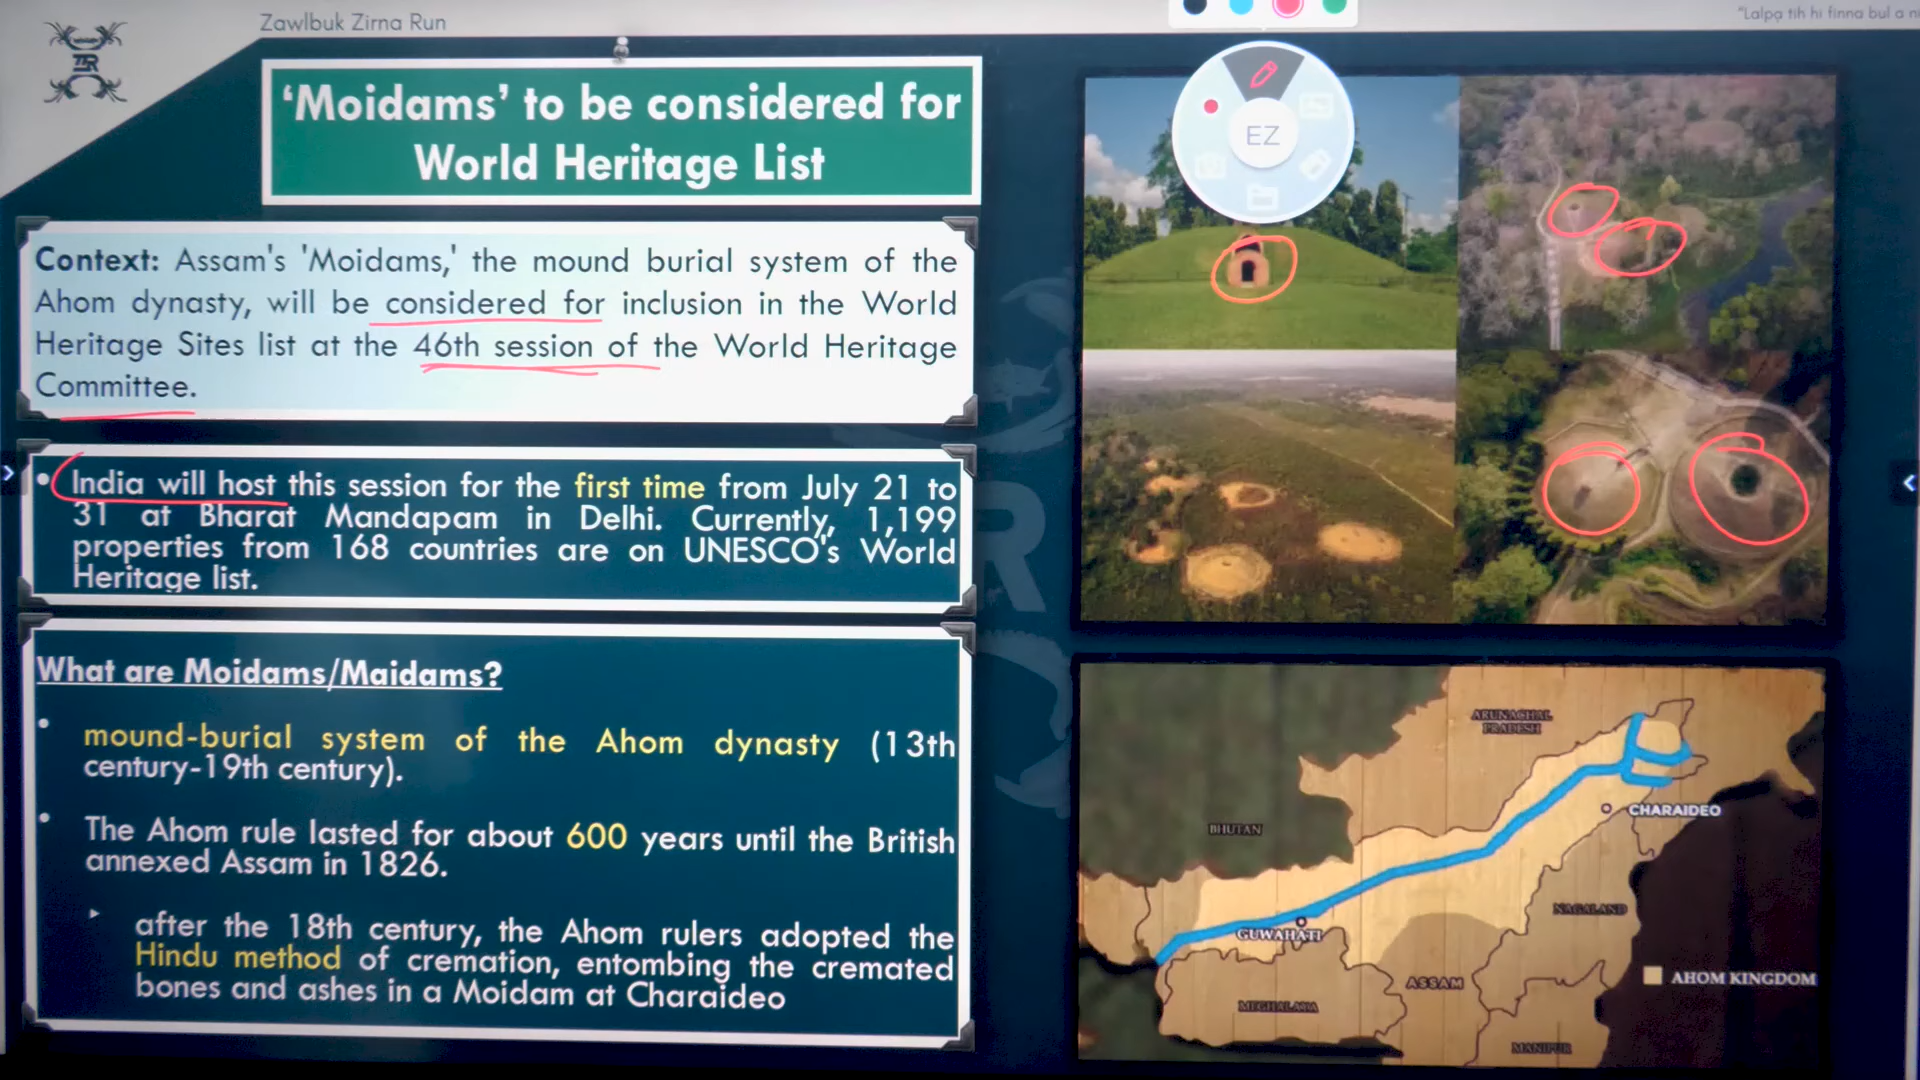 Zawlbuk Zirna Run
"Lalpa tih hi finna bul a
TR
EZ
'Moidams' to be considered for
World Heritage List
Context: Assam's 'Moidams,' the mound burial system of the
Ahom dynasty, will be considered for inclusion in the World
Heritage Sites list at the 46th session of the World Heritage
Committee.
• India will host this session for the first time from July 21 to
31 at Bharat Mandapam in Delhi. Currently, 1,199
properties from 168 countries are on UNESCO's World
Heritage list.
What are Moidams/Maidams?
• mound-burial system of the Ahom dynasty (13th
century-19th century).
• The Ahom rule lasted for about 600 years until the British
annexed Assam in 1826.
after the 18th century, the Ahom rulers adopted the
Hindu method of cremation, entombing the cremated
bones and ashes in a Moidam at Charaideo
ARUNACHAL
PRADESH
CHARAIDEO
BHUTAN
NAGALAND
GUWAHATI
ASSAM
AHOM KINGDOM
MEGHALAYA
MANIPUR